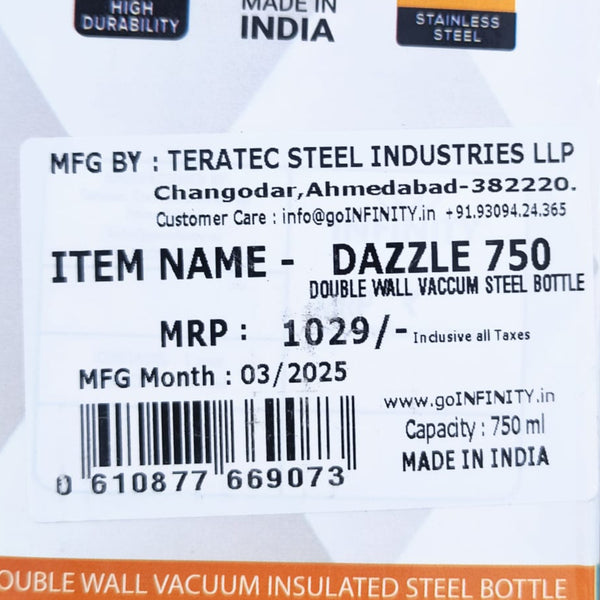 HIGH
DURABILITY
MADE IN
INDIA
STAINLESS
STEEL
MFG BY : TERATEC STEEL INDUSTRIES LLP
Changodar,Ahmedabad-382220.
Customer Care : info@goINFINITY.in +91.93094.24.365
ITEM NAME - DAZZLE 750
DOUBLE WALL VACCUM STEEL BOTTLE
MRP : 1029/- Inclusive all Taxes
MFG Month : 03/2025
www.goINFINITY.in
Capacity : 750 ml
MADE IN INDIA
0 610877 669073
OUBLE WALL VACUUM INSULATED STEEL BOTTLE